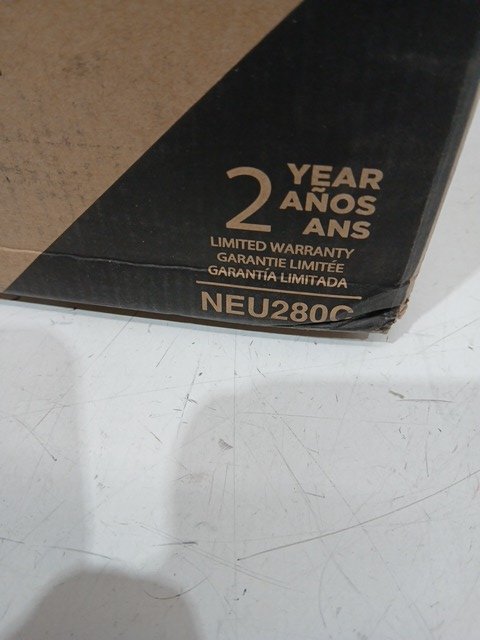 2 YEAR
AÑOS
ANS
LIMITED WARRANTY
GARANTIE LIMITÉE
GARANTÍA LIMITADA
NEU280C